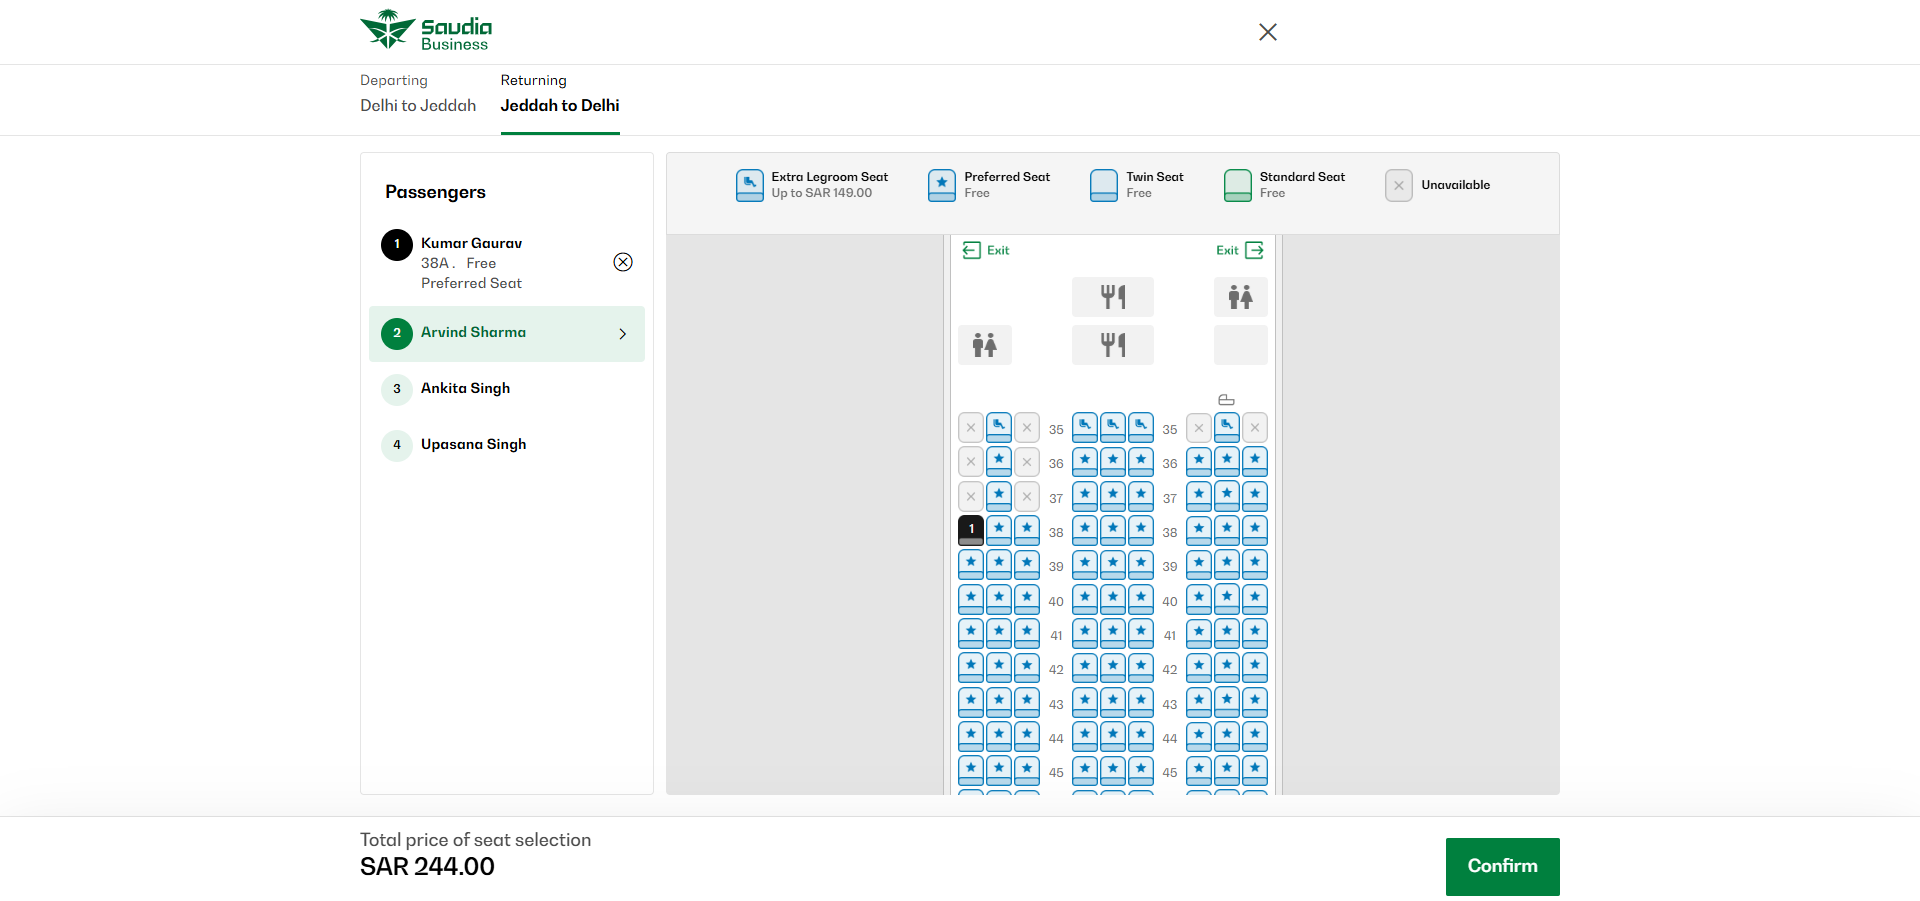 Saudia
Business
Departing
Delhi to Jeddah
Returning
Jeddah to Delhi
Passengers
1
Kumar Gaurav
38A. Free
Preferred Seat
2
Arvind Sharma
3
Ankita Singh
4
Upasana Singh
Extra Legroom Seat
Up to SAR 149.00
Preferred Seat
Free
Twin Seat
Free
Standard Seat
Free
Unavailable
Exit
Exit
35 35
36 36
37 37
1 38 38
39 39
40 40
41 41
42 42
43 43
44 44
45 45
Total price of seat selection
SAR 244.00
Confirm